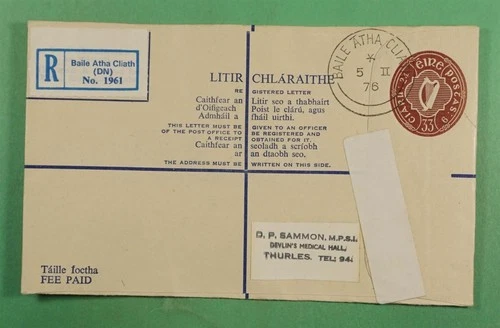 R
Baile Atha Cliath
(DN)
No. 1961
BAILE ÁTHA CLI
5 II
76
ÉIRE POSTAS
33
LITIR CHLÁRAITHE
REGISTERED LETTER
Caithfear an Litir seo a thabhairt
d'Oifigeach Poist le clárú, agus
Admháil a fháil uirthi.
THIS LETTER MUST BE GIVEN TO AN OFFICER
OF THE POST OFFICE TO BE REGISTERED AND
A RECEIPT OBTAINED FOR IT.
Caithfear an seoladh a scríobh
ar an dtaobh seo.
THE ADDRESS MUST BE WRITTEN ON THIS SIDE.
D. P. SAMMON, M.P.S.I.
DEVLIN'S MEDICAL HALL,
THURLES. TEL: 94
Táille íoctha
FEE PAID